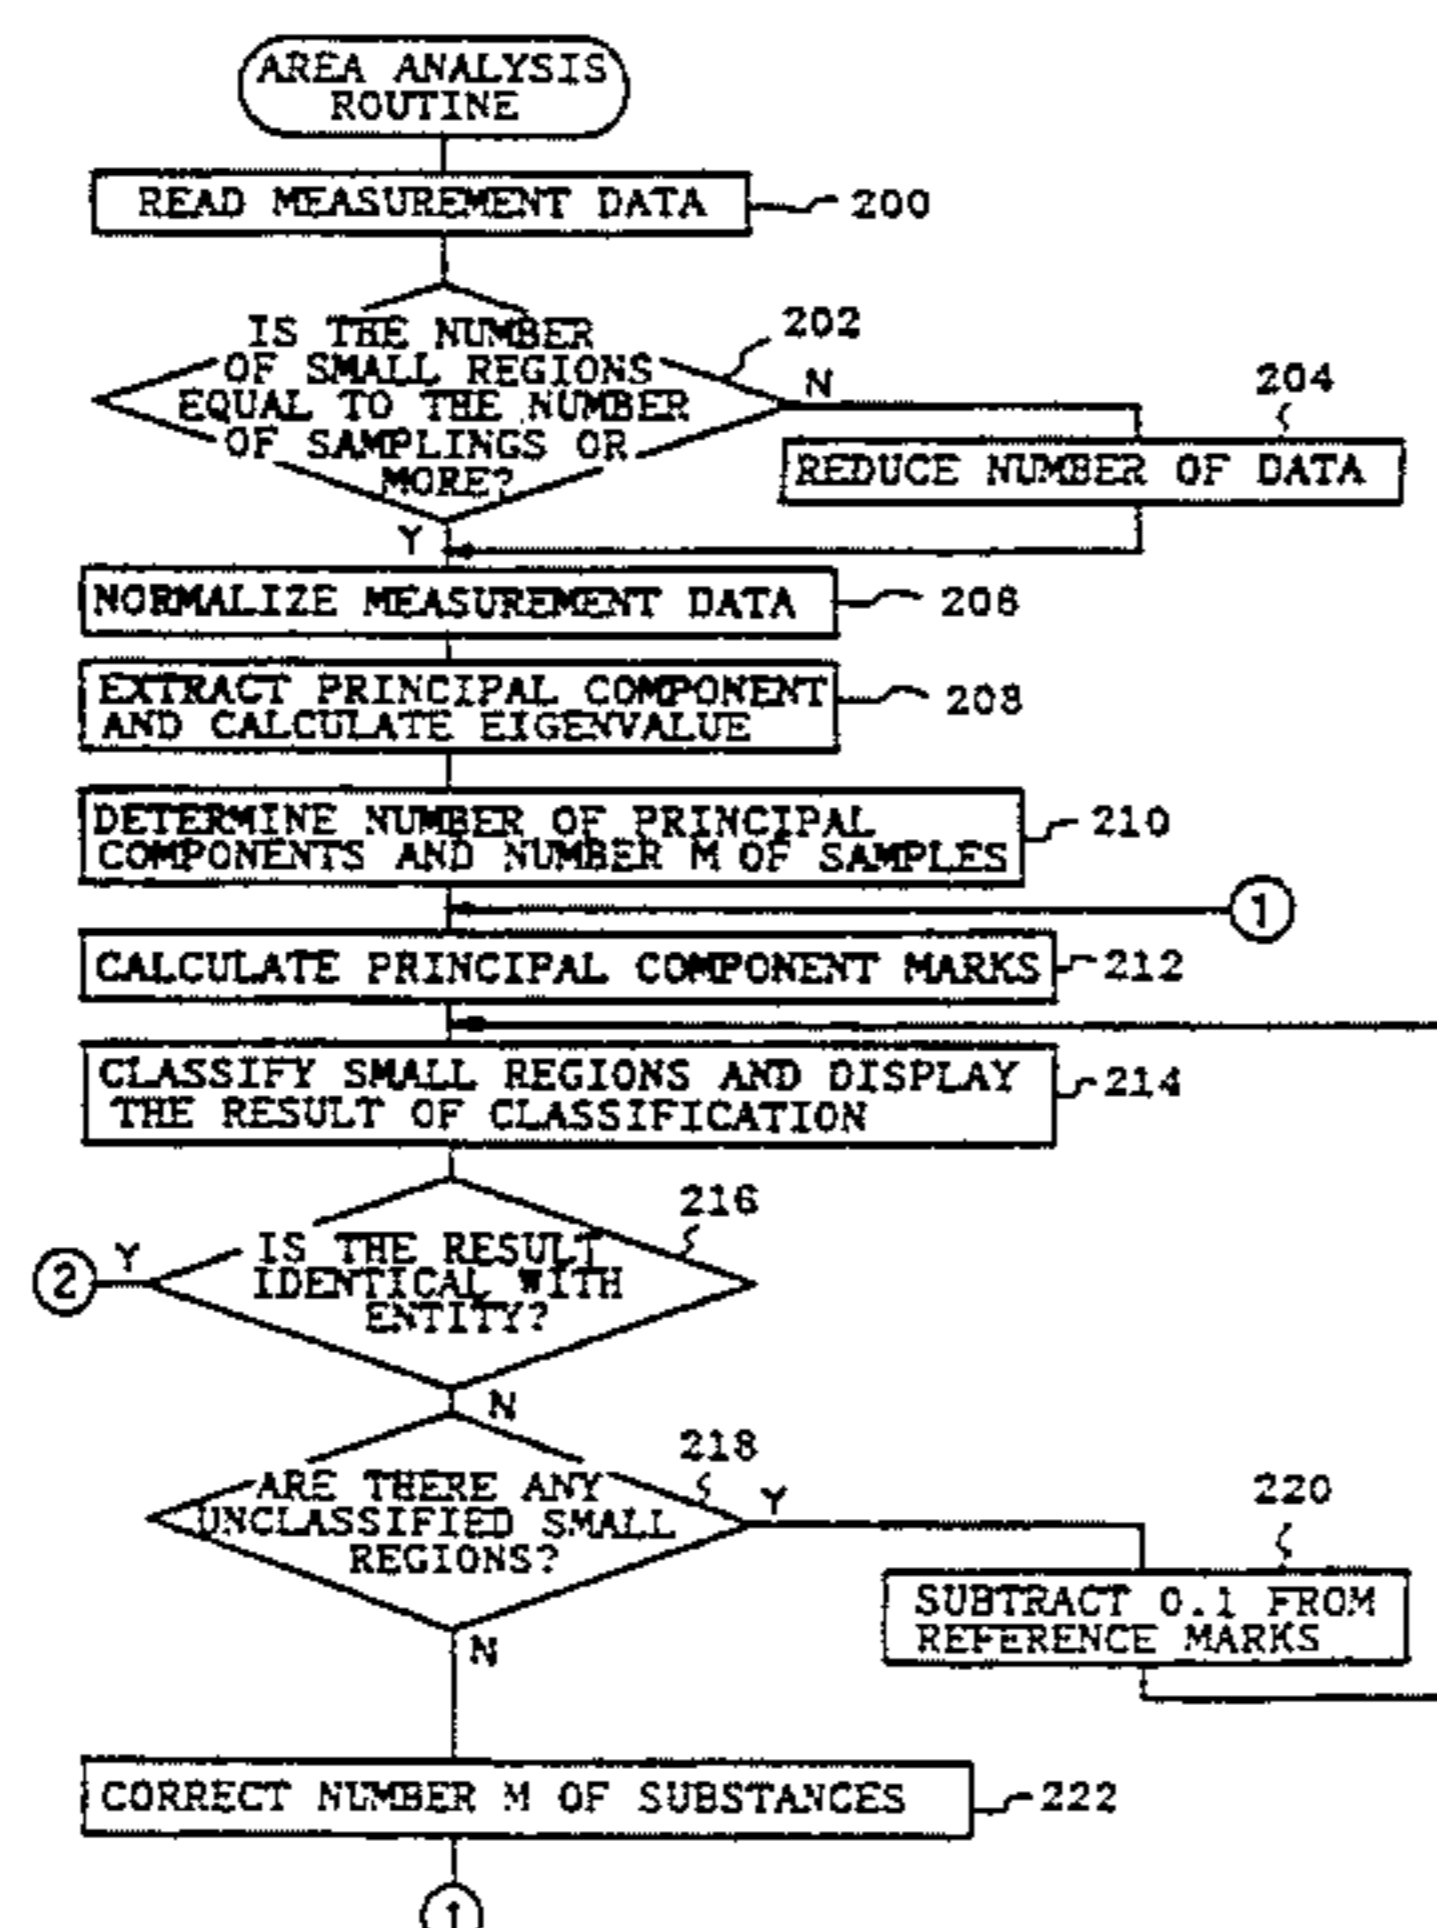 AREA ANALYSIS
ROUTINE
READ MEASUREMENT DATA
200
IS THE NUMBER
OF SMALL REGIONS
EQUAL TO THE NUMBER
OF SAMPLINGS OR
MORE?
202
N
204
REDUCE NUMBER OF DATA
Y
NORMALIZE MEASUREMENT DATA
206
EXTRACT PRINCIPAL COMPONENT
AND CALCULATE EIGENVALUE
208
DETERMINE NUMBER OF PRINCIPAL
COMPONENTS AND NUMBER M OF SAMPLES
210
1
CALCULATE PRINCIPAL COMPONENT MARKS
212
CLASSIFY SMALL REGIONS AND DISPLAY
THE RESULT OF CLASSIFICATION
214
216
IS THE RESULT
IDENTICAL WITH
ENTITY?
Y
2
N
218
ARE THERE ANY
UNCLASSIFIED SMALL
REGIONS?
Y
220
SUBTRACT 0.1 FROM
REFERENCE MARKS
N
CORRECT NUMBER M OF SUBSTANCES
222
1